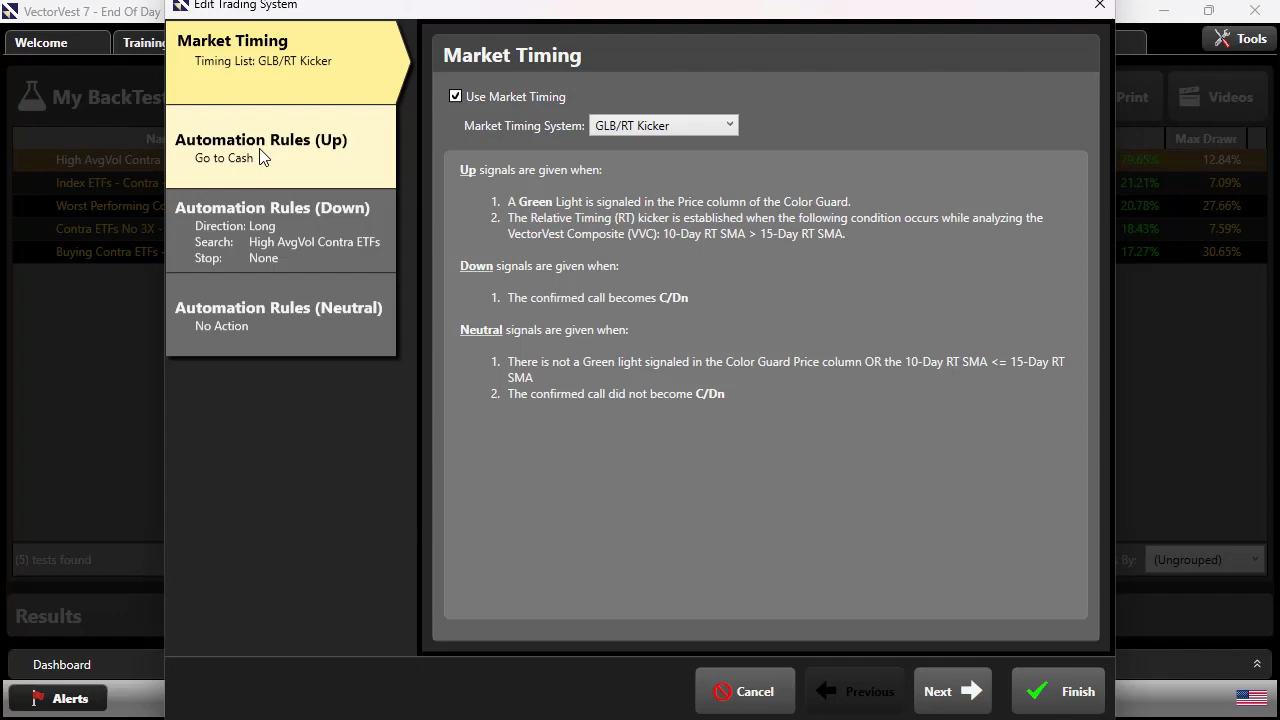 VectorVest 7 - End Of Day
Edit Trading System
Welcome
Training
Tools
My BackTest
Print
Videos
Na
Max Drawd
High AvgVol Contra
79.65%
12.84%
Index ETFs - Contra
21.21%
7.09%
Worst Performing Co
20.78%
27.66%
Contra ETFs No 3X -
18.43%
7.59%
Buying Contra ETFs -
17.27%
30.65%
(5) tests found
By:
(Ungrouped)
Results
Dashboard
Alerts
Market Timing
Timing List: GLB/RT Kicker
Automation Rules (Up)
Go to Cash
Automation Rules (Down)
Direction: Long
Search: High AvgVol Contra ETFs
Stop: None
Automation Rules (Neutral)
No Action
Market Timing
Use Market Timing
Market Timing System: GLB/RT Kicker
Up signals are given when:
1. A Green Light is signaled in the Price column of the Color Guard.
2. The Relative Timing (RT) kicker is established when the following condition occurs while analyzing the
VectorVest Composite (VVC): 10-Day RT SMA > 15-Day RT SMA.
Down signals are given when:
1. The confirmed call becomes C/Dn
Neutral signals are given when:
1. There is not a Green light signaled in the Color Guard Price column OR the 10-Day RT SMA <= 15-Day RT
SMA
2. The confirmed call did not become C/Dn
Cancel
Previous
Next
Finish